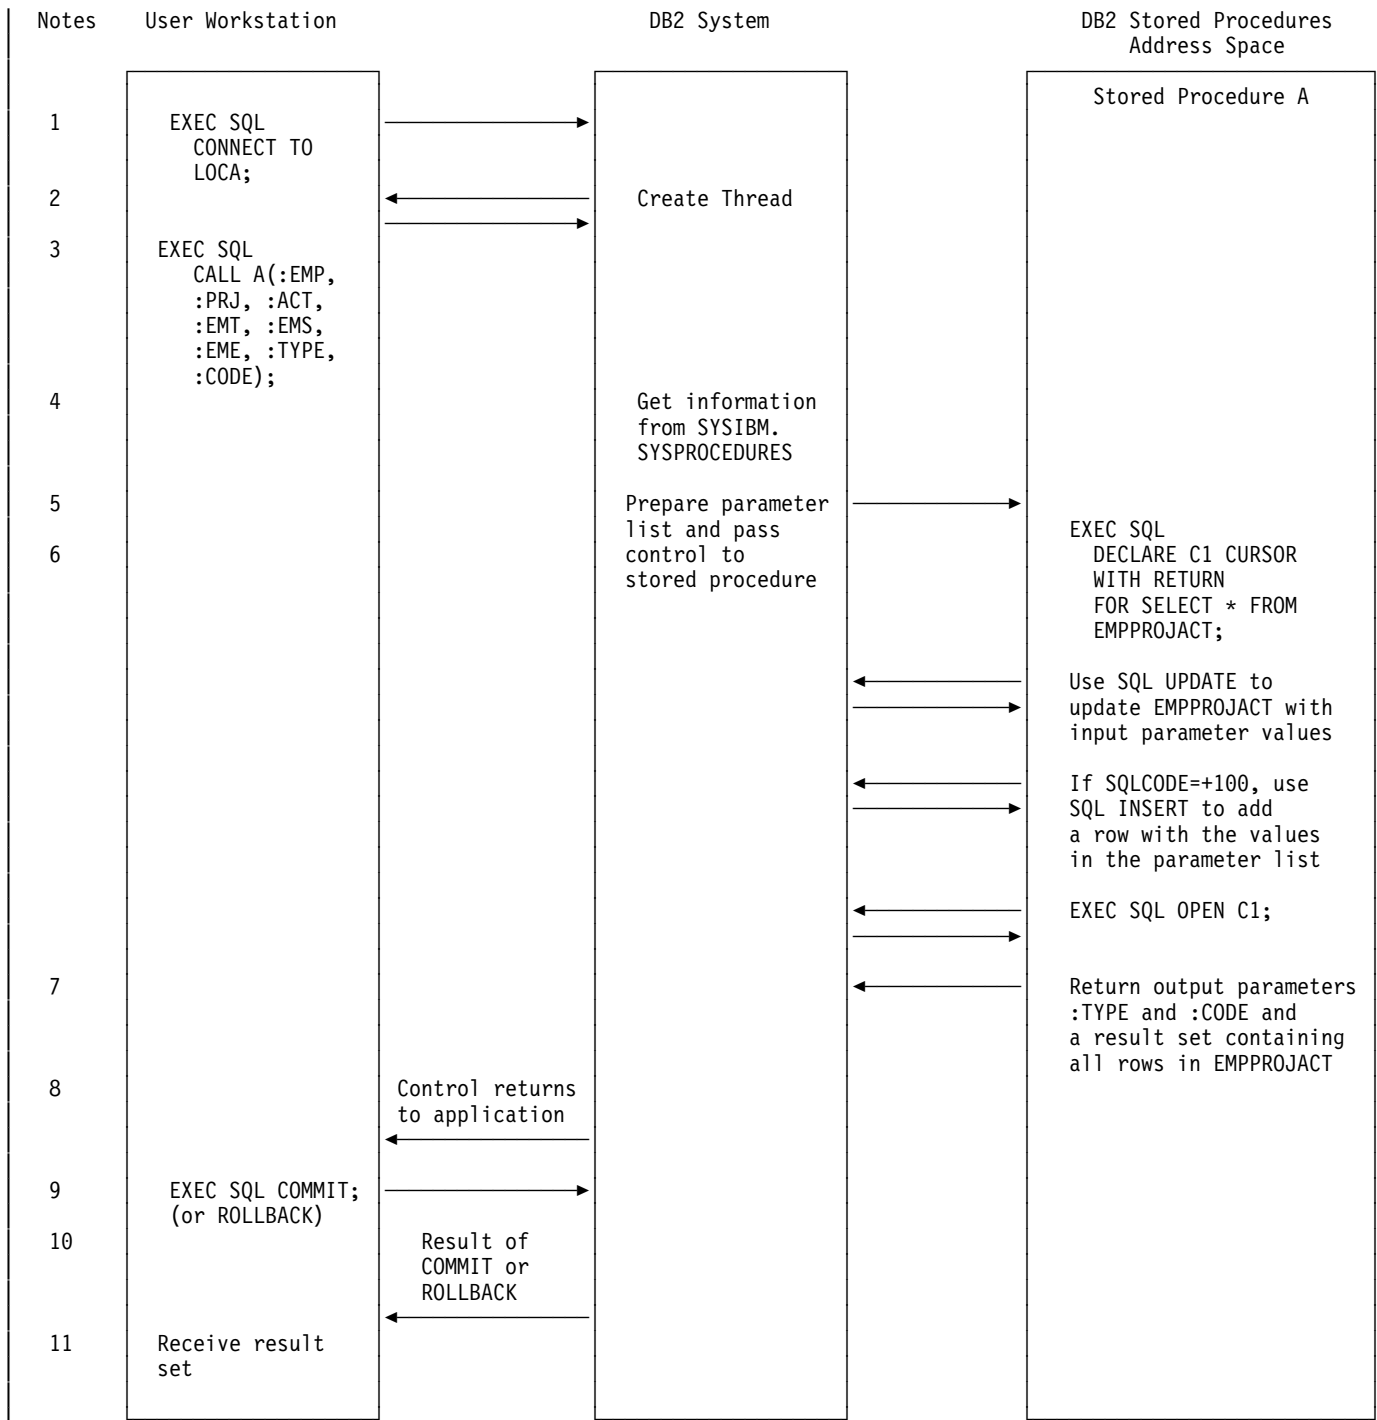 Notes User Workstation DB2 System DB2 Stored Procedures
Address Space
Stored Procedure A
1 EXEC SQL
CONNECT TO
LOCA;
2 Create Thread
3 EXEC SQL
CALL A(:EMP,
:PRJ, :ACT,
:EMT, :EMS,
:EME, :TYPE,
:CODE);
4 Get information
from SYSIBM.
SYSPROCEDURES
5 Prepare parameter
list and pass
6 control to
stored procedure
EXEC SQL
DECLARE C1 CURSOR
WITH RETURN
FOR SELECT * FROM
EMPPROJACT;
Use SQL UPDATE to
update EMPPROJACT with
input parameter values
If SQLCODE=+100, use
SQL INSERT to add
a row with the values
in the parameter list
EXEC SQL OPEN C1;
7 Return output parameters
:TYPE and :CODE and
a result set containing
all rows in EMPPROJACT
8 Control returns
to application
9 EXEC SQL COMMIT;
(or ROLLBACK)
10 Result of
COMMIT or
ROLLBACK
11 Receive result
set